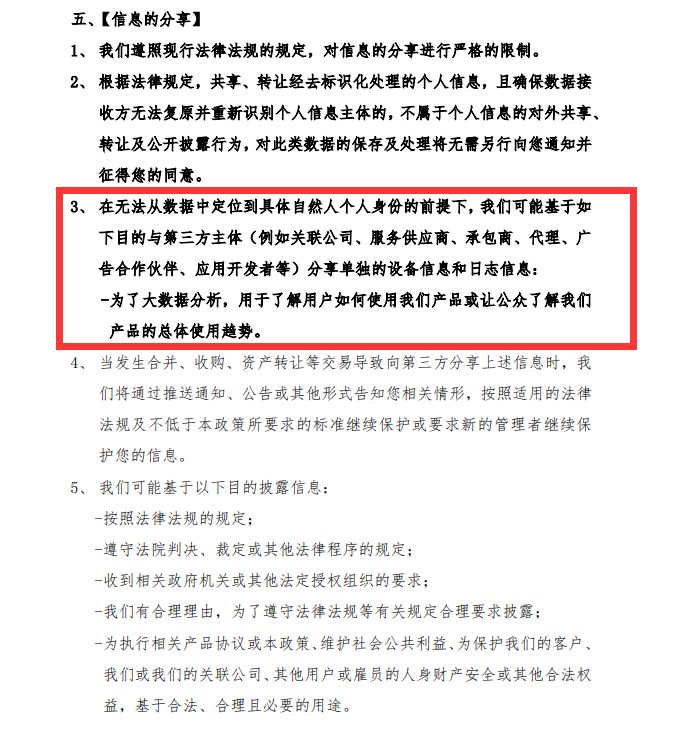 五、【信息的分享】
1、 我们遵照现行法律法规的规定，对信息的分享进行严格的限制。
2、 根据法律规定，共享、转让经去标识化处理的个人信息，且确保数据接
收方无法复原并重新识别个人信息主体的，不属于个人信息的对外共享、
转让及公开披露行为，对此类数据的保存及处理将无需另行向您通知并
征得您的同意。
3、 在无法从数据中定位到具体自然人个人身份的前提下，我们可能基于如
下目的与第三方主体（例如关联公司、服务供应商、承包商、代理、广
告合作伙伴、应用开发者等）分享单独的设备信息和日志信息：
-为了大数据分析，用于了解用户如何使用我们产品或让公众了解我们
产品的总体使用趋势。
4、 当发生合并、收购、资产转让等交易导致向第三方分享上述信息时，我
们将通过推送通知、公告或其他形式告知您相关情形，按照适用的法律
法规及不低于本政策所要求的标准继续保护或要求新的管理者继续保
护您的信息。
5、 我们可能基于以下目的披露信息：
-按照法律法规的规定；
-遵守法院判决、裁定或其他法律程序的规定；
-收到相关政府机关或其他法定授权组织的要求；
-我们有合理理由，为了遵守法律法规等有关规定合理要求披露；
-为执行相关产品协议或本政策、维护社会公共利益、为保护我们的客户、
我们或我们的关联公司、其他用户或雇员的人身财产安全或其他合法权
益，基于合法、合理且必要的用途。